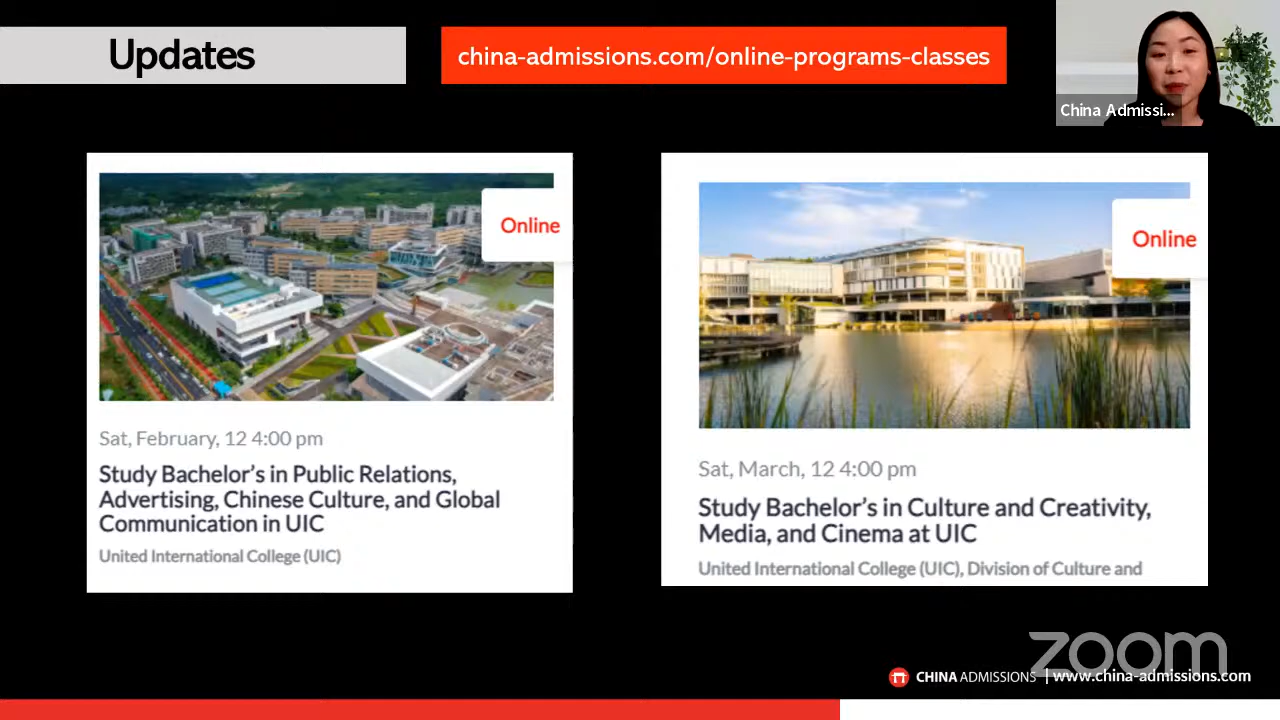 Updates
china-admissions.com/online-programs-classes
China Admissi...
Online
Sat, February, 12 4:00 pm
Study Bachelor's in Public Relations,
Advertising, Chinese Culture, and Global
Communication in UIC
United International College (UIC)
Online
Sat, March, 12 4:00 pm
Study Bachelor's in Culture and Creativity,
Media, and Cinema at UIC
United International College (UIC), Division of Culture and
zoom
CHINA ADMISSIONS | www.china-admissions.com